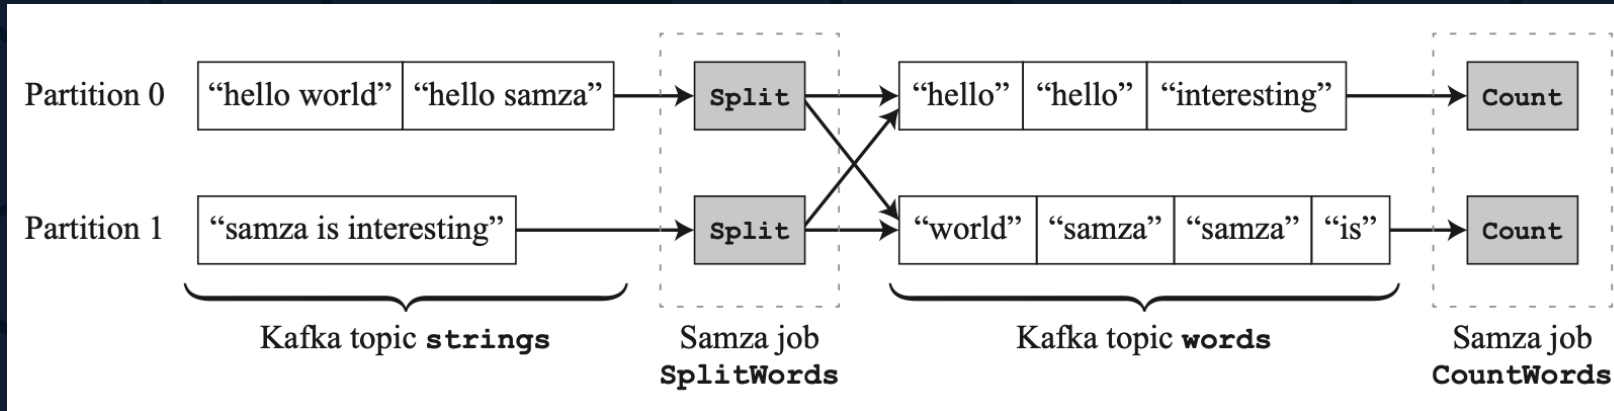 Partition 0 “hello world” “hello samza” Split “hello” “hello” “interesting” Count
Partition 1 “samza is interesting” Split “world” “samza” “samza” “is” Count
Kafka topic strings
Samza job
SplitWords
Kafka topic words
Samza job
CountWords